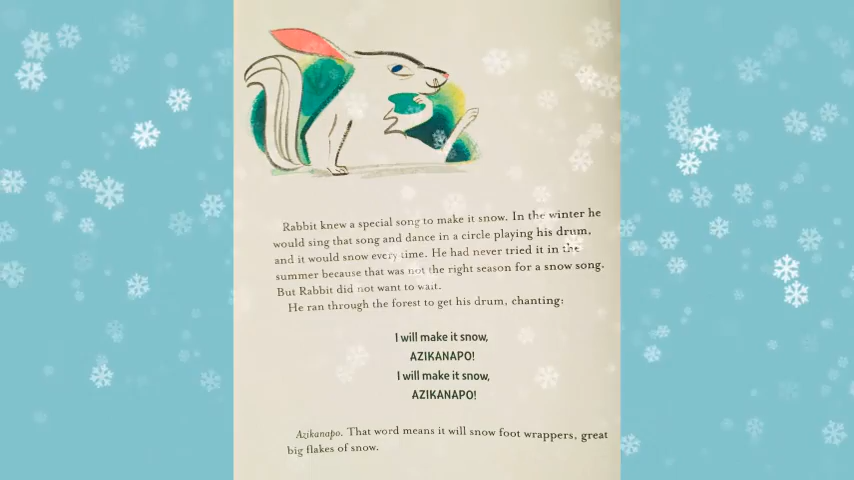 Rabbit knew a special song to make it snow. In the winter he
would sing that song and dance in a circle playing his drum,
and it would snow every time. He had never tried it in the
summer because that was not the right season for a snow song.
But Rabbit did not want to wait.
He ran through the forest to get his drum, chanting:
I will make it snow,
AZIKANAPO!
I will make it snow,
AZIKANAPO!
Azikanapo. That word means it will snow foot wrappers, great
big flakes of snow.